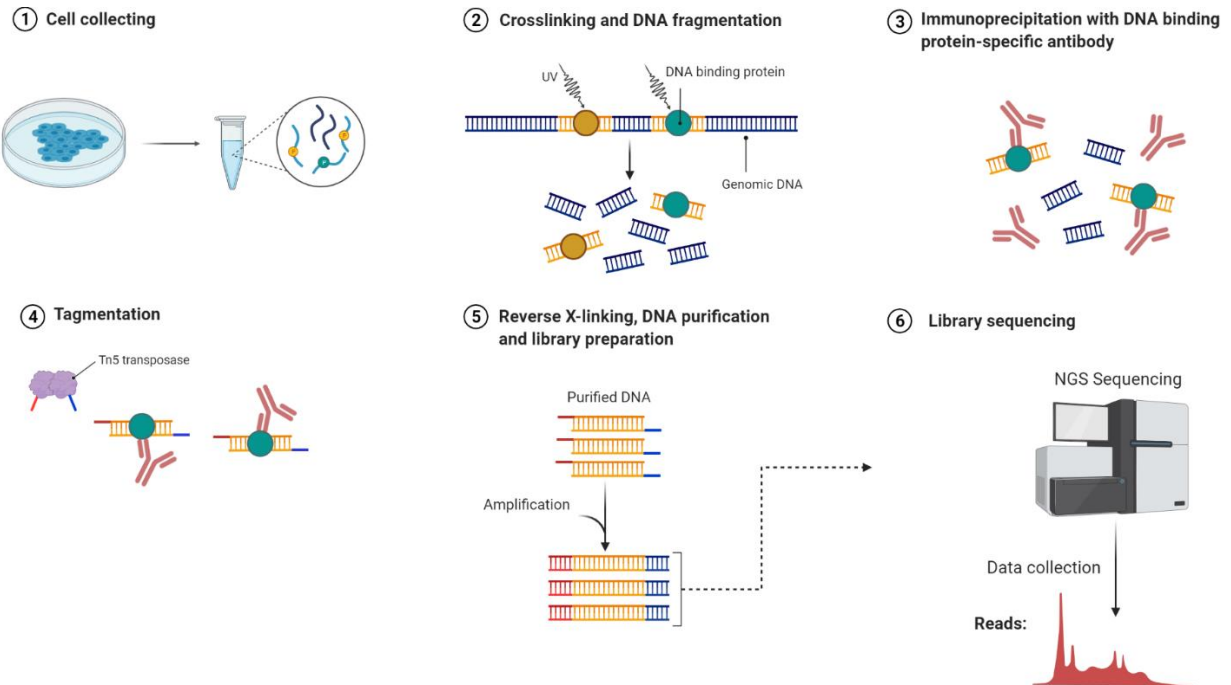 1 Cell collecting
2 Crosslinking and DNA fragmentation
UV
DNA binding protein
Genomic DNA
3 Immunoprecipitation with DNA binding
protein-specific antibody
4 Tagmentation
Tn5 transposase
5 Reverse X-linking, DNA purification
and library preparation
Purified DNA
Amplification
6 Library sequencing
NGS Sequencing
Data collection
Reads: